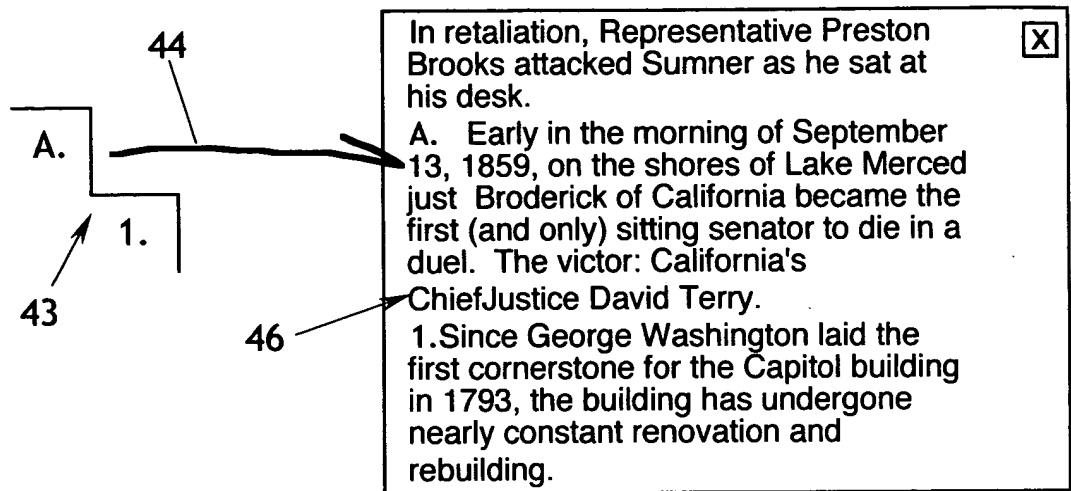 44
A.
1.
43
46
X
In retaliation, Representative Preston
Brooks attacked Sumner as he sat at
his desk.
A. Early in the morning of September
13, 1859, on the shores of Lake Merced
just Broderick of California became the
first (and only) sitting senator to die in a
duel. The victor: California's
ChiefJustice David Terry.
1.Since George Washington laid the
first cornerstone for the Capitol building
in 1793, the building has undergone
nearly constant renovation and
rebuilding.